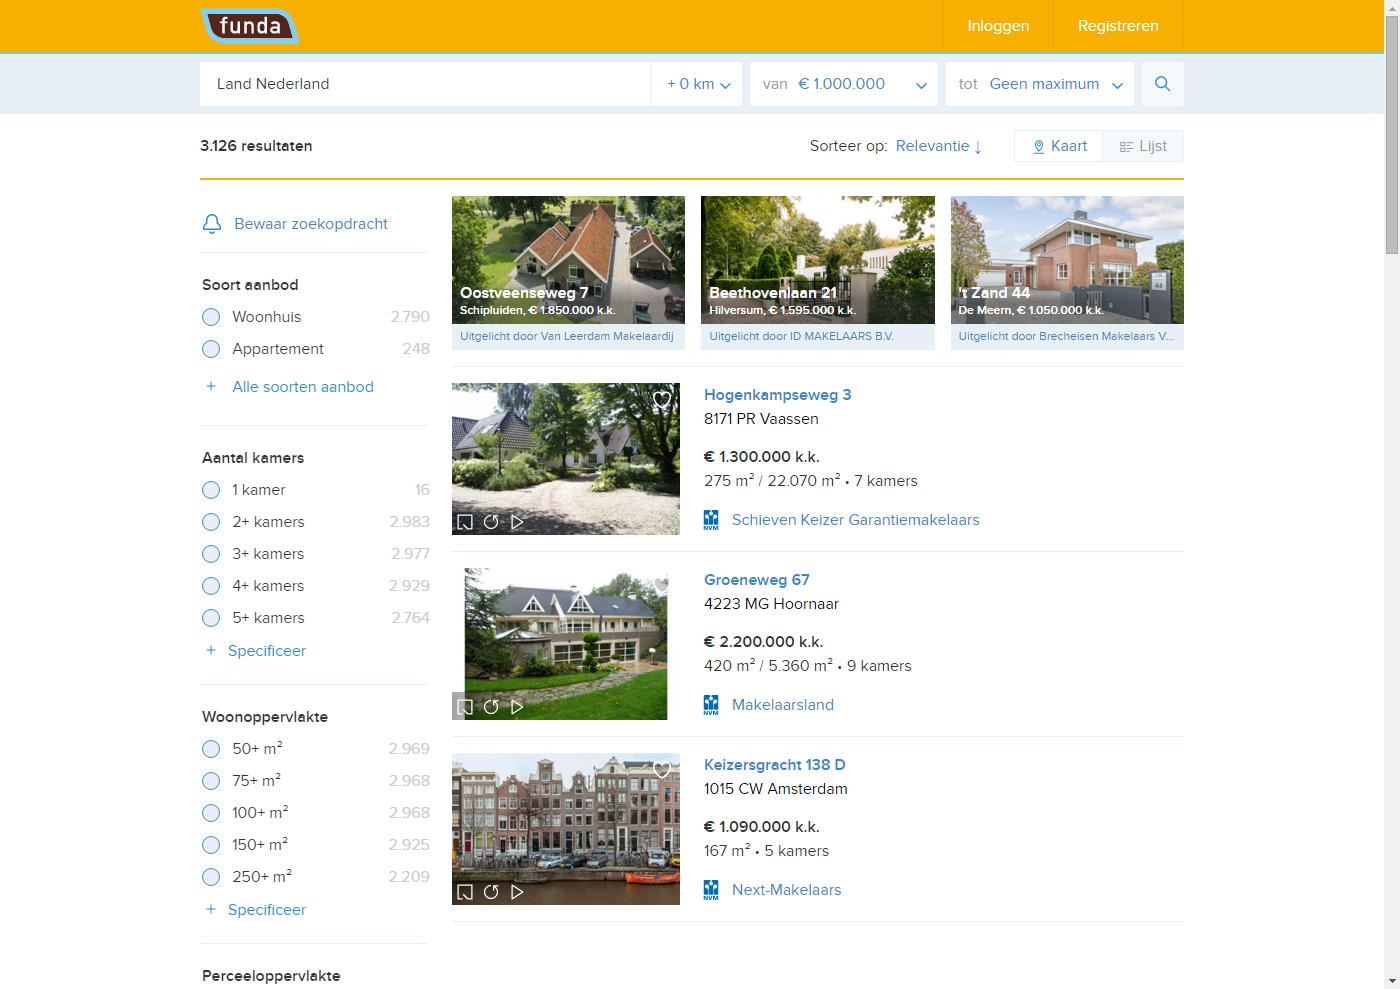 funda
Inloggen
Registreren
Land Nederland
+ 0 km
van € 1.000.000
tot Geen maximum
3.126 resultaten
Sorteer op: Relevantie ↓
Kaart
Lijst
Bewaar zoekopdracht
Soort aanbod
Woonhuis 2.790
Appartement 248
+ Alle soorten aanbod
Aantal kamers
1 kamer 16
2+ kamers 2.983
3+ kamers 2.977
4+ kamers 2.929
5+ kamers 2.764
+ Specificeer
Woonoppervlakte
50+ m² 2.969
75+ m² 2.968
100+ m² 2.968
150+ m² 2.925
250+ m² 2.209
+ Specificeer
Perceeloppervlakte
Oostveenseweg 7
Schipluiden, € 1.850.000 k.k.
Uitgelicht door Van Leerdam Makelaardij
Beethovenlaan 21
Hilversum, € 1.595.000 k.k.
Uitgelicht door ID MAKELAARS B.V.
44
't Zand 44
De Meern, € 1.050.000 k.k.
Uitgelicht door Brecheisen Makelaars V...
Hogenkampseweg 3
8171 PR Vaassen
€ 1.300.000 k.k.
275 m² / 22.070 m² • 7 kamers
NVM Schieven Keizer Garantiemakelaars
Groeneweg 67
4223 MG Hoornaar
€ 2.200.000 k.k.
420 m² / 5.360 m² • 9 kamers
NVM Makelaarsland
Keizersgracht 138 D
1015 CW Amsterdam
€ 1.090.000 k.k.
167 m² • 5 kamers
NVM Next-Makelaars